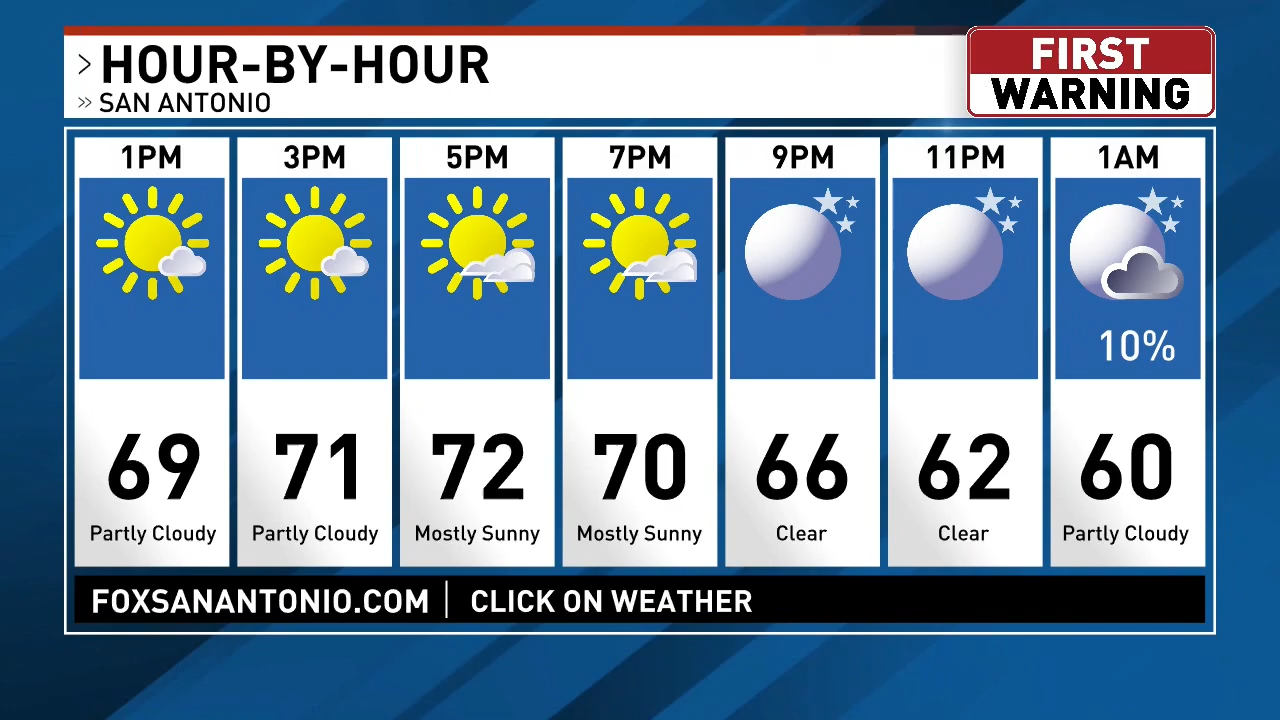 > HOUR-BY-HOUR
» SAN ANTONIO
FIRST
WARNING
1PM 3PM 5PM 7PM 9PM 11PM 1AM
10%
69 71 72 70 66 62 60
Partly Cloudy Partly Cloudy Mostly Sunny Mostly Sunny Clear Clear Partly Cloudy
FOXSANANTONIO.COM | CLICK ON WEATHER